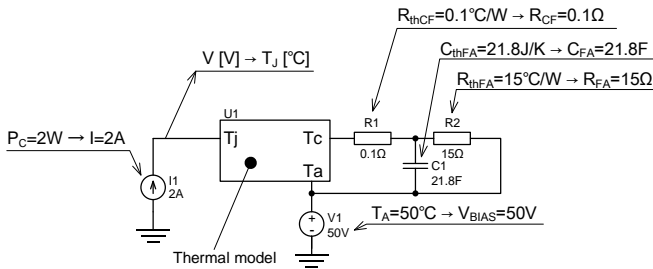 RthCF=0.1℃/W → RCF=0.1Ω
CthFA=21.8J/K → CFA=21.8F
V [V] → TJ [℃]
RthFA=15℃/W → RFA=15Ω
U1
R1
R2
PC=2W → I=2A
Tj
Tc
0.1Ω
15Ω
Ta
C1
21.8F
I1
2A
V1
50V
TA=50℃ → VBIAS=50V
Thermal model
+
-